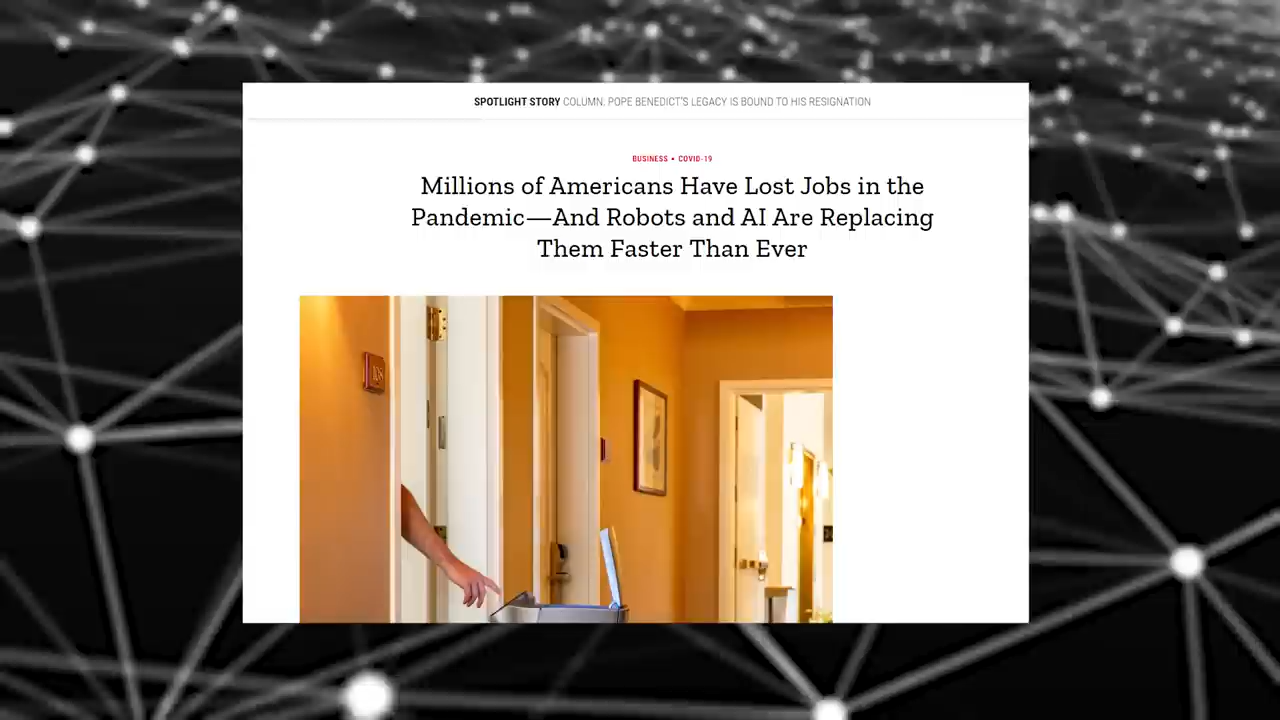 SPOTLIGHT STORY COLUMN: POPE BENEDICT'S LEGACY IS BOUND TO HIS RESIGNATION
BUSINESS • COVID-19
Millions of Americans Have Lost Jobs in the
Pandemic—And Robots and AI Are Replacing
Them Faster Than Ever